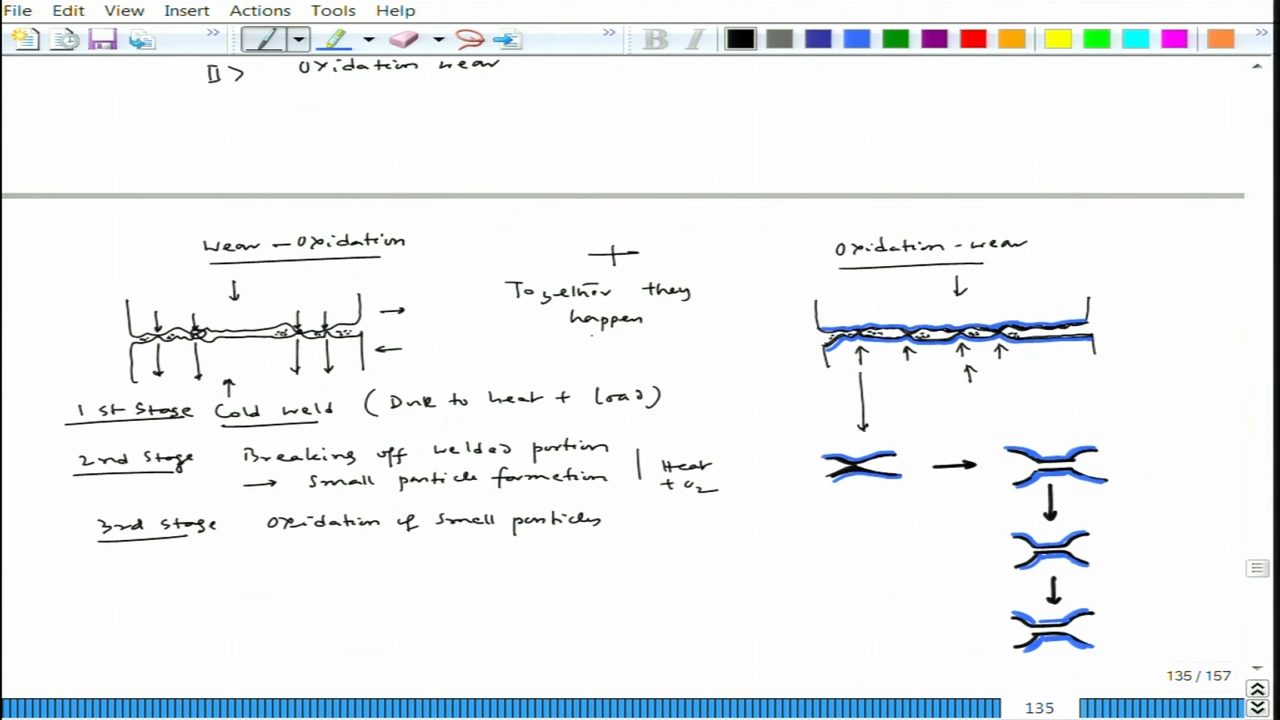 File Edit View Insert Actions Tools Help
II> Oxidation wear
Wear - Oxidation
+
Together they
happen
Oxidation - wear
1st Stage Cold weld (Due to heat + load)
2nd Stage Breaking off welded portion
→ Small particle formation
Heat
+ O2
3rd Stage Oxidation of small particles
135 / 157
135